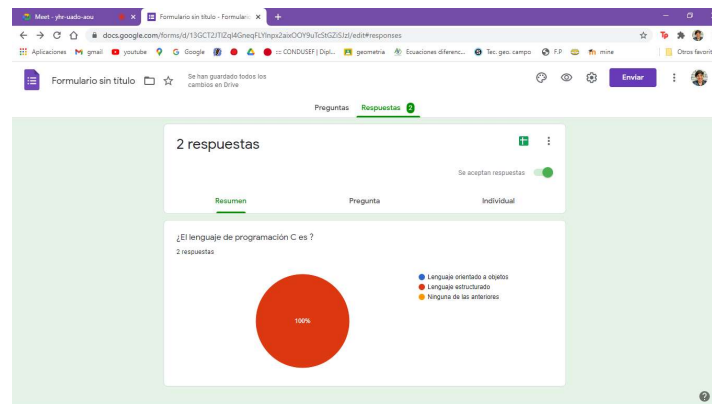 Meet - yhr-uado-aou
Formulario sin título - Formulario
docs.google.com/forms/d/13GCT2JTlZql4GneqFLYlnpx2aixOOY9uTcStGZiSJzI/edit#responses
Aplicaciones
gmail
youtube
Google
::: CONDUSEF | Dipl...
geometria
Ecuaciones diferenc...
Tec. geo. campo
F.P.
mine
Otros favorit
Formulario sin título
Se han guardado todos los
cambios en Drive
Enviar
Preguntas Respuestas 2
2 respuestas
Se aceptan respuestas
Resumen Pregunta Individual
¿El lenguaje de programación C es ?
2 respuestas
Lenguaje orientado a objetos
Lenguaje estructurado
Ninguna de las anteriores
100%